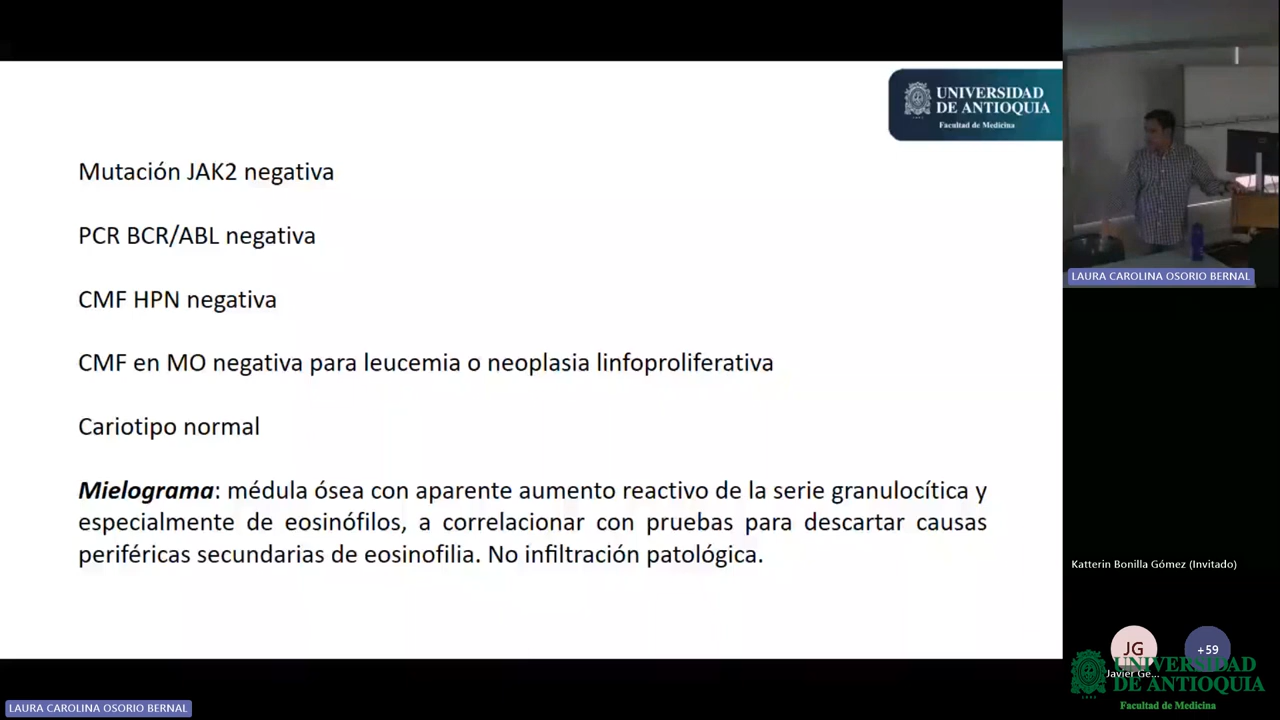 UNIVERSIDAD
DE ANTIOQUIA
Facultad de Medicina
Mutación JAK2 negativa
PCR BCR/ABL negativa
CMF HPN negativa
CMF en MO negativa para leucemia o neoplasia linfoproliferativa
Cariotipo normal
Mielograma: médula ósea con aparente aumento reactivo de la serie granulocítica y
especialmente de eosinófilos, a correlacionar con pruebas para descartar causas
periféricas secundarias de eosinofilia. No infiltración patológica.
LAURA CAROLINA OSORIO BERNAL
Katterin Bonilla Gómez (Invitado)
JG
+59
Javier Ge...
UNIVERSIDAD
DE ANTIOQUIA
Facultad de Medicina
LAURA CAROLINA OSORIO BERNAL